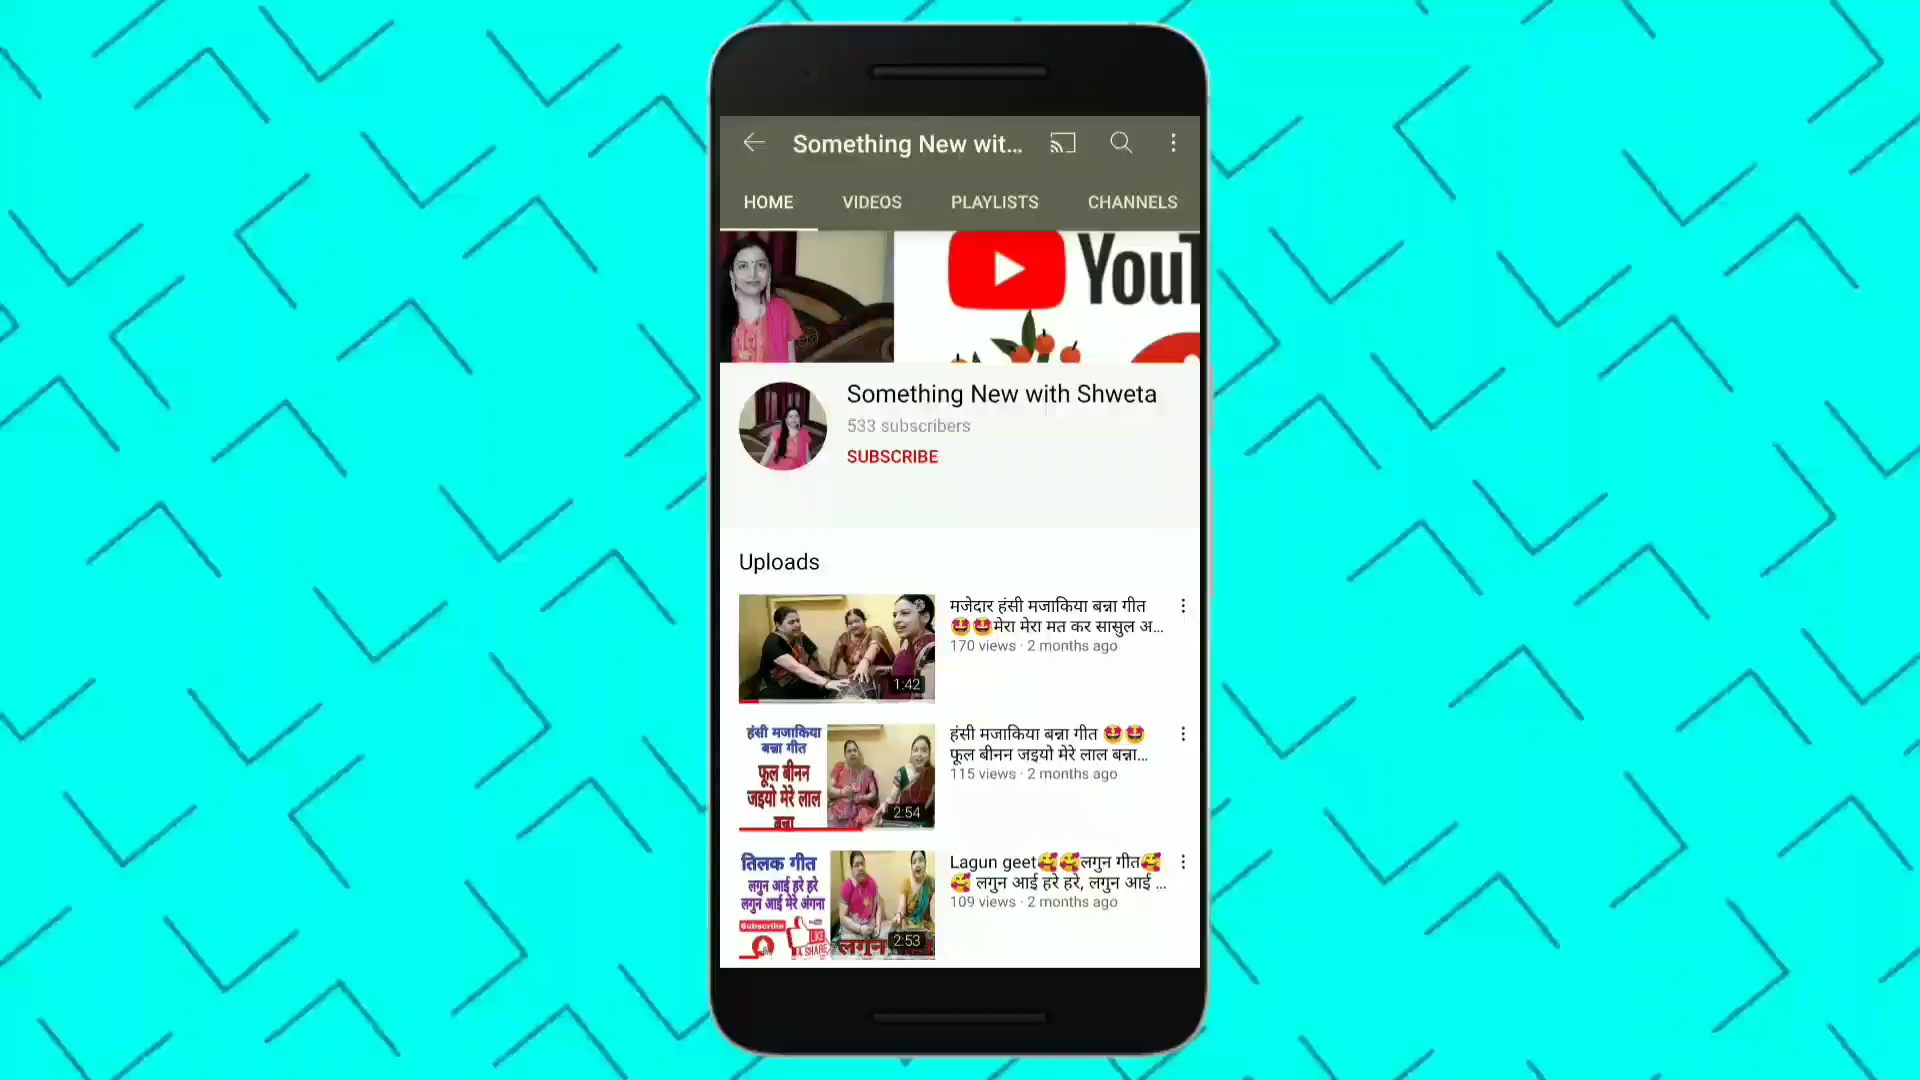 Something New wit...
HOME VIDEOS PLAYLISTS CHANNELS
YouT
Something New with Shweta
533 subscribers
SUBSCRIBE
Uploads
मजेदार हंसी मजाकिया बन्ना गीत
🤩🤩मेरा मेरा मत कर सासुल अ...
170 views · 2 months ago
1:42
हंसी मजाकिया
बन्ना गीत
फूल बीनन
जइयो मेरे लाल
बन्ना
2:54
हंसी मजाकिया बन्ना गीत 🤩🤩
फूल बीनन जइयो मेरे लाल बन्ना...
115 views · 2 months ago
तिलक गीत
लगुन आई हरे हरे
लगुन आई मेरे अंगना
Subscribe
LIKE
& SHARE
लगुन
2:53
Lagun geet🥰🥰लगुन गीत🥰
🥰 लगुन आई हरे हरे, लगुन आई ...
109 views · 2 months ago